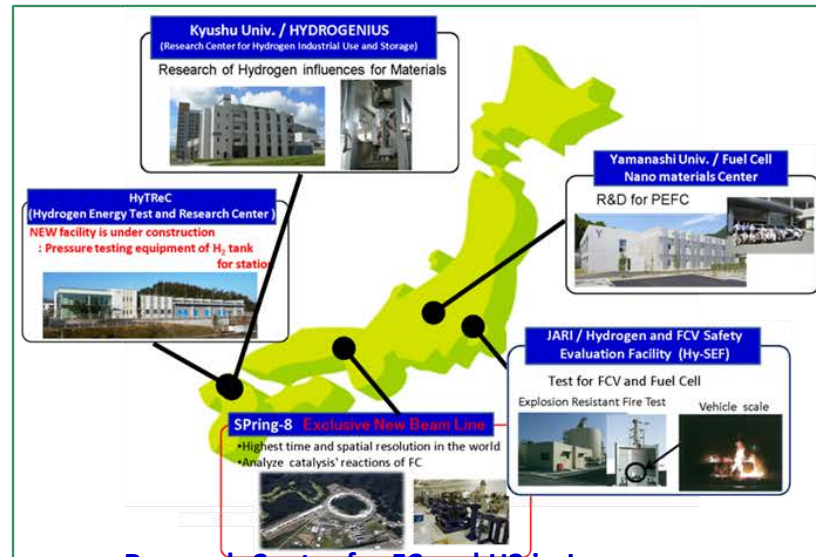 Kyushu Univ. / HYDROGENIUS
(Research Center for Hydrogen Industrial Use and Storage)
Research of Hydrogen influences for Materials
HyTReC
(Hydrogen Energy Test and Research Center )
NEW facility is under construction
: Pressure testing equipment of H2 tank
for station
Yamanashi Univ. / Fuel Cell
Nano materials Center
R&D for PEFC
JARI / Hydrogen and FCV Safety
Evaluation Facility (Hy-SEF)
Test for FCV and Fuel Cell
Explosion Resistant Fire Test
Vehicle scale
SPring-8 Exclusive New Beam Line
•Highest time and spatial resolution in the world
•Analyze catalysis' reactions of FC